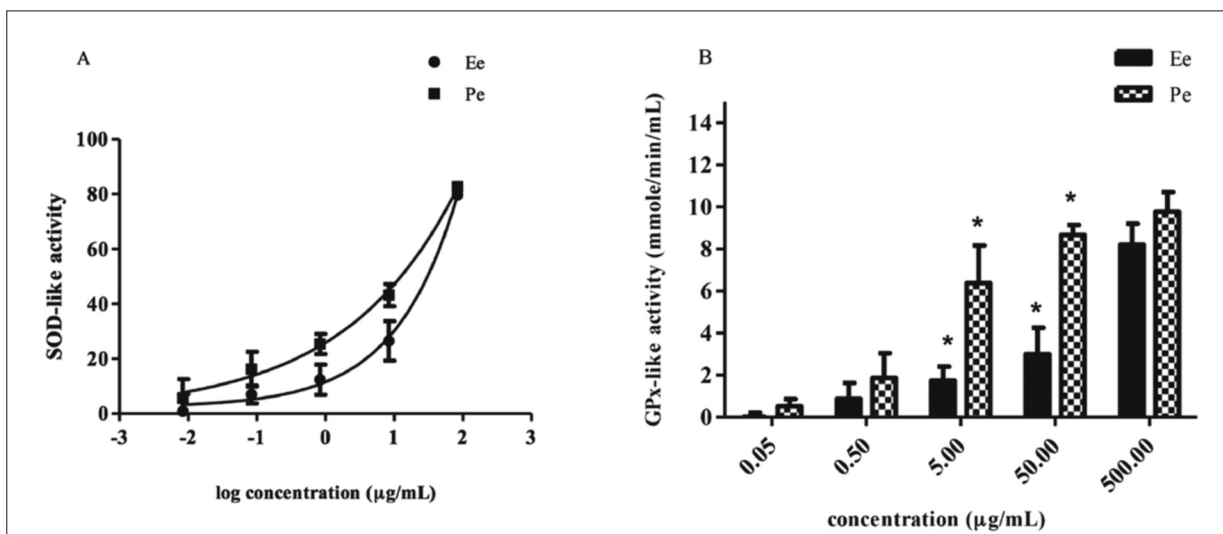 A
Ee
Pe
SOD-like activity
100
80
60
40
20
0
-3 -2 -1 0 1 2 3
log concentration (µg/mL)
B
Ee
Pe
GPx-like activity (mmole/min/mL)
14
12
10
8
6
4
2
0
* * * *
0.05 0.50 5.00 50.00 500.00
concentration (µg/mL)